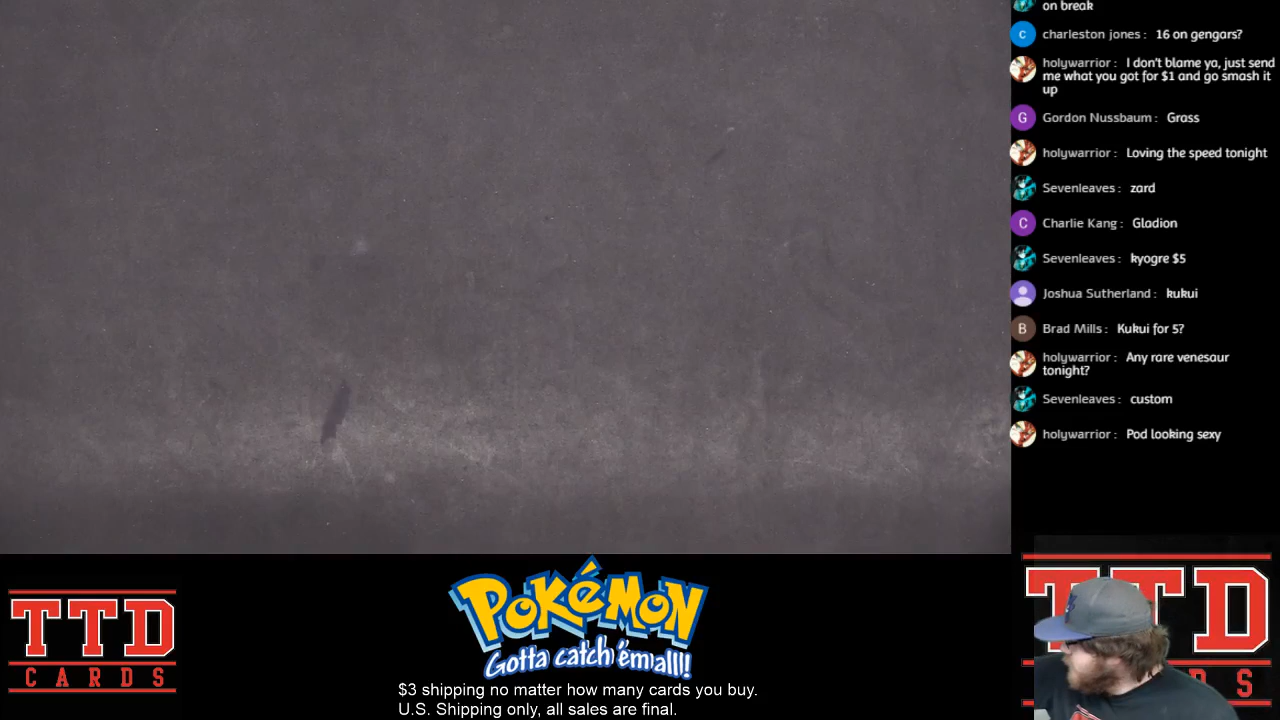 on break
charleston jones : 16 on gengars?
holywarrior : I don't blame ya, just send
me what you got for $1 and go smash it
up
Gordon Nussbaum : Grass
holywarrior : Loving the speed tonight
Sevenleaves : zard
Charlie Kang : Gladion
Sevenleaves : kyogre $5
Joshua Sutherland : kukui
Brad Mills : Kukui for 5?
holywarrior : Any rare venesaur
tonight?
Sevenleaves : custom
holywarrior : Pod looking sexy
C
G
C
B
TTD
CARDS
POKéMON
Gotta catch 'em all!
$3 shipping no matter how many cards you buy.
U.S. Shipping only, all sales are final.
TTD
DS